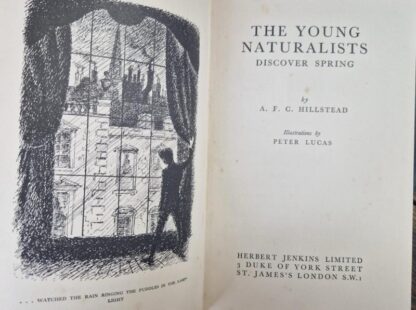 . . . WATCHED THE RAIN RINGING THE PUDDLES IN THE LAMP
LIGHT
THE YOUNG
NATURALISTS
DISCOVER SPRING
by
A. F. C. HILLSTEAD
Illustrations by
PETER LUCAS
HERBERT JENKINS LIMITED
3 DUKE OF YORK STREET
ST. JAMES'S LONDON S.W.1